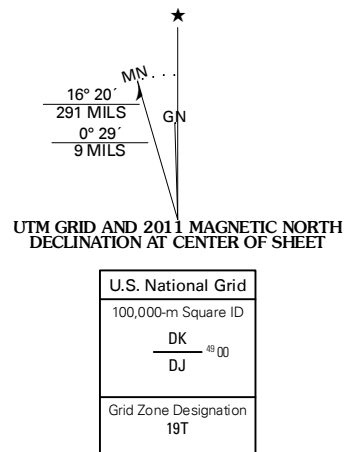 ★
MN
16° 20´
291 MILS
GN
0° 29´
9 MILS
UTM GRID AND 2011 MAGNETIC NORTH
DECLINATION AT CENTER OF SHEET
U.S. National Grid
100,000-m Square ID
DK
49 00
DJ
Grid Zone Designation
19T